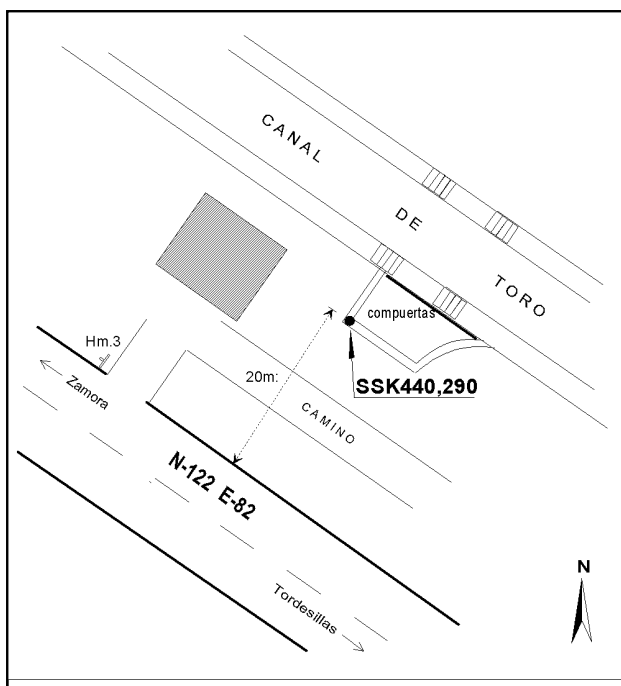 CANAL
DE
TORO
compuertas
Hm.3
20m:
SSK440,290
Zamora
CAMINO
N-122 E-82
Tordesillas
N